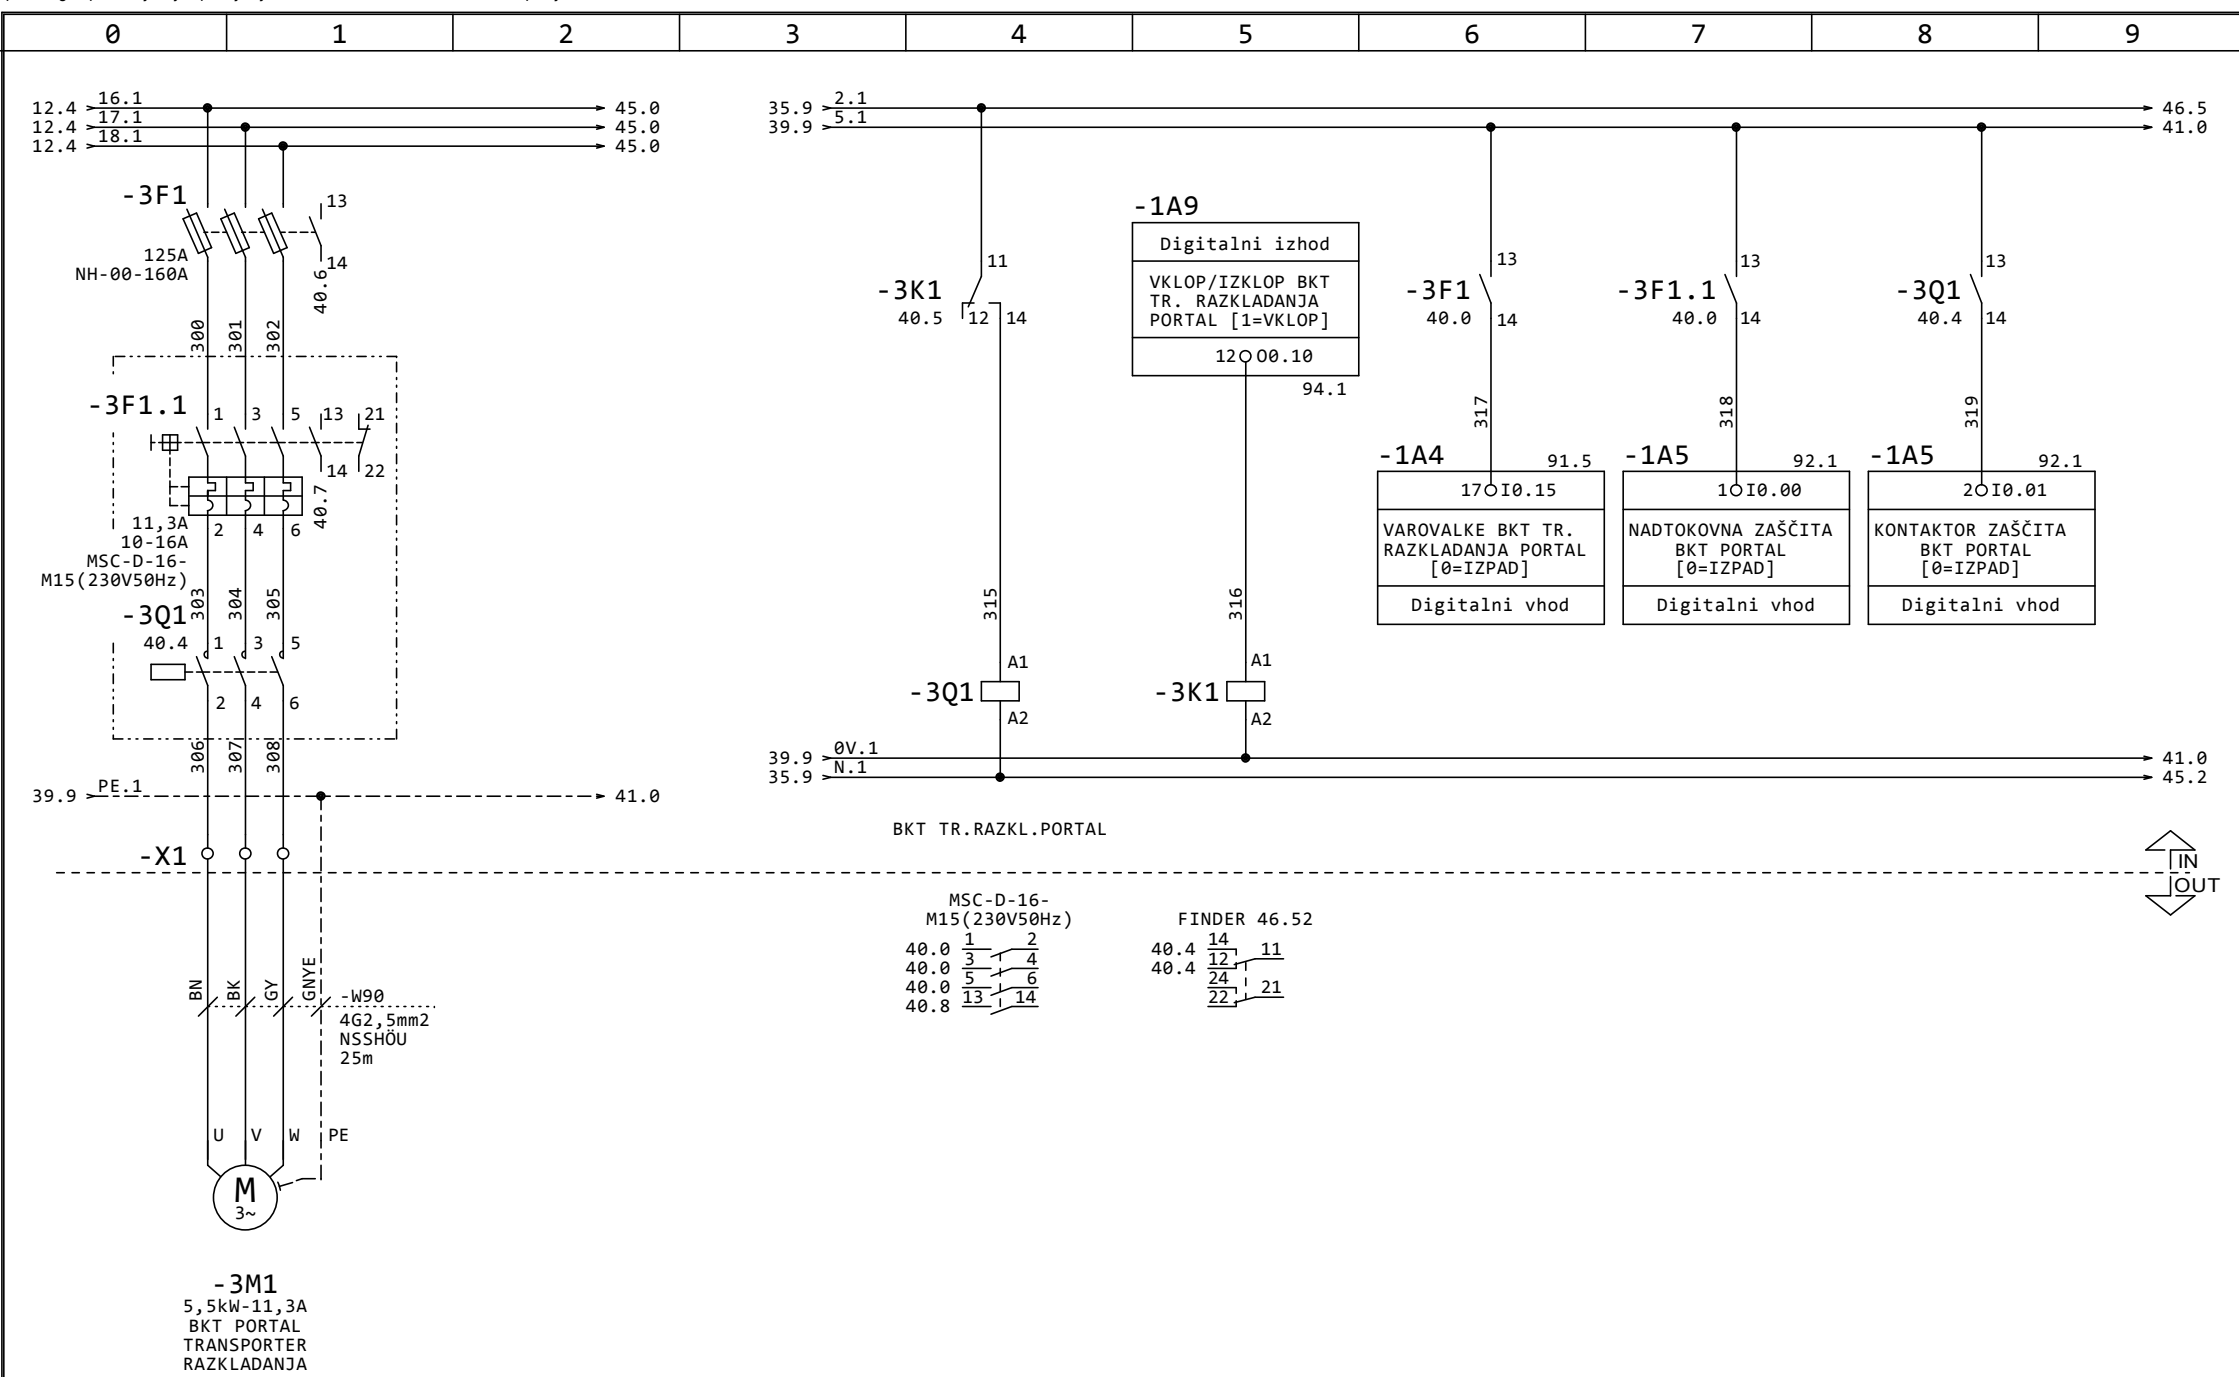 0 1 2 3 4 5 6 7 8 9
12.4 16.1 45.0
12.4 17.1 45.0
12.4 18.1 45.0
35.9 2.1 46.5
39.9 5.1 41.0
-3F1
13
125A
NH-00-160A
14
40.6
300 301 302
-3F1.1
1 3 5 13 21
14 22
40.7
11,3A
10-16A
MSC-D-16-
M15(230V50Hz)
2 4 6
303 304 305
-3Q1
40.4
1 3 5
2 4 6
306 307 308
39.9 PE.1 41.0
-X1
BN BK GY GNYE
-W90
4G2,5mm2
NSSHÖU
25m
U V W PE
M
3~
-3M1
5,5kW-11,3A
BKT PORTAL
TRANSPORTER
RAZKLADANJA
11
-3K1
40.5
12 14
315
A1
-3Q1
A2
-1A9
Digitalni izhod
VKLOP/IZKLOP BKT
TR. RAZKLADANJA
PORTAL [1=VKLOP]
12 O0.10
94.1
316
A1
-3K1
A2
13
-3F1
40.0
14
317
-1A4 91.5
17 I0.15
VAROVALKE BKT TR.
RAZKLADANJA PORTAL
[0=IZPAD]
Digitalni vhod
13
-3F1.1
40.0
14
318
-1A5 92.1
1 I0.00
NADTOKOVNA ZAŠČITA
BKT PORTAL
[0=IZPAD]
Digitalni vhod
13
-3Q1
40.4
14
319
-1A5 92.1
2 I0.01
KONTAKTOR ZAŠČITA
BKT PORTAL
[0=IZPAD]
Digitalni vhod
39.9 0V.1 41.0
35.9 N.1 45.2
BKT TR.RAZKL.PORTAL
IN
OUT
MSC-D-16-
M15(230V50Hz)
40.0 1 2
40.0 3 4
40.0 5 6
40.8 13 14
FINDER 46.52
40.4 14 11
40.4 12
24 21
22